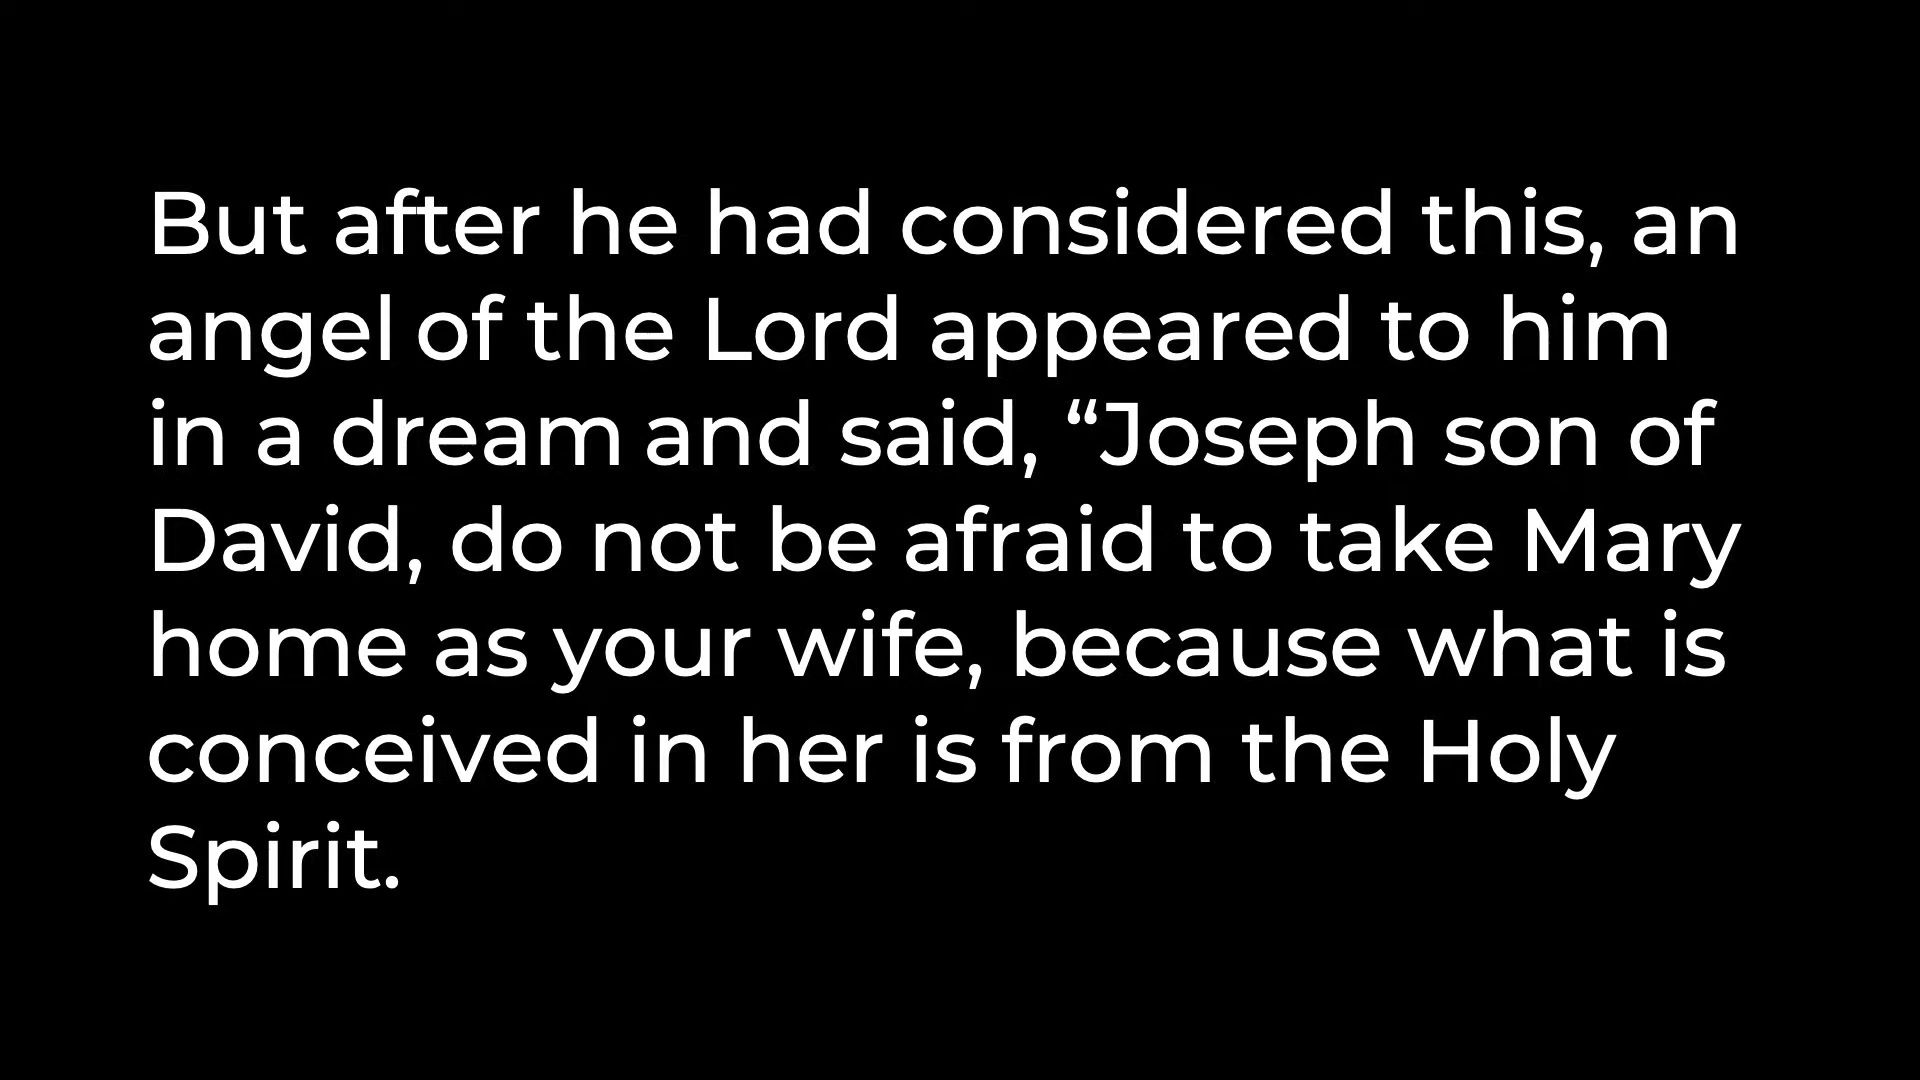 But after he had considered this, an
angel of the Lord appeared to him
in a dream and said, “Joseph son of
David, do not be afraid to take Mary
home as your wife, because what is
conceived in her is from the Holy
Spirit.